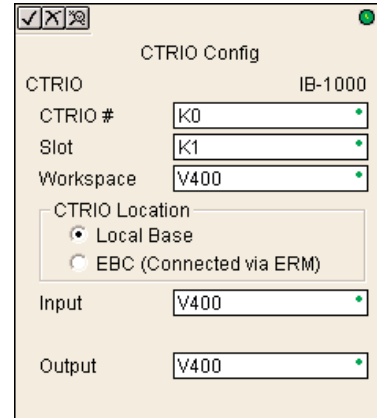 CTRIO Config
CTRIO IB-1000
CTRIO # K0
Slot K1
Workspace V400
CTRIO Location
Local Base
EBC (Connected via ERM)
Input V400
Output V400